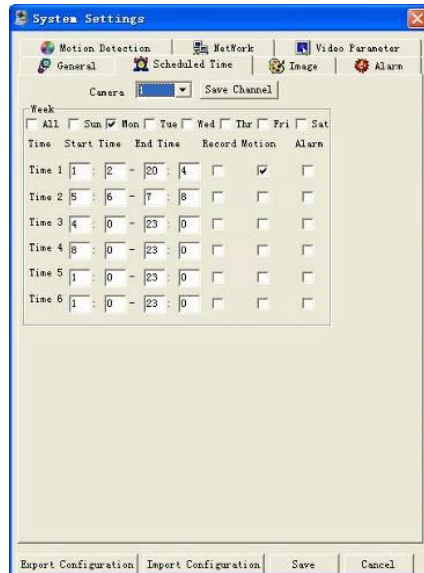 System Settings
Motion Detection NetWork Video Parameter
General Scheduled Time Image Alarm
Camera 1 Save Channel
Week
All Sun Mon Tue Wed Thr Fri Sat
Time Start Time End Time Record Motion Alarm
Time 1 1 : 2 - 20 : 4
Time 2 5 : 6 - 7 : 8
Time 3 4 : 0 - 23 : 0
Time 4 8 : 0 - 23 : 0
Time 5 1 : 0 - 23 : 0
Time 6 1 : 0 - 23 : 0
Export Configuration Import Configuration Save Cancel